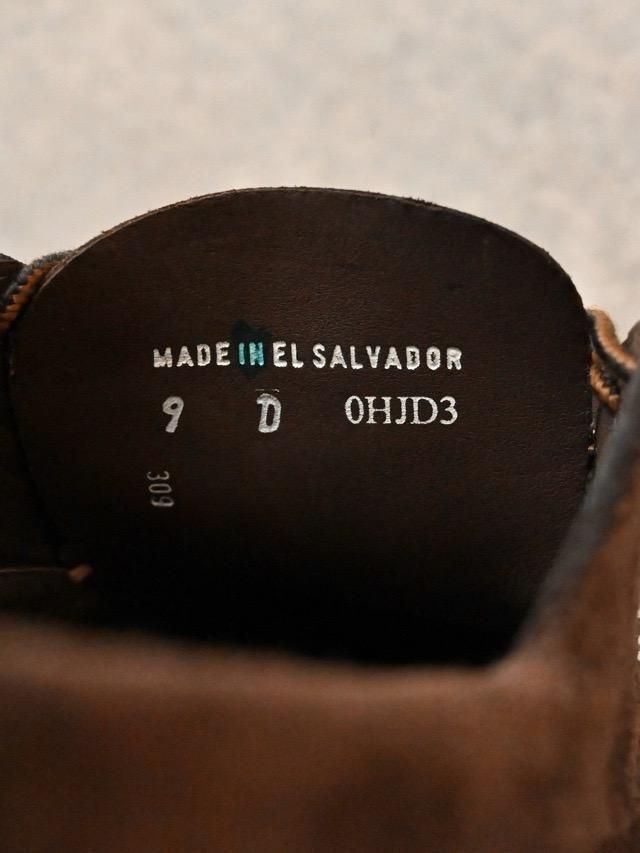 MADE IN EL SALVADOR
9 D 0HJD3
309